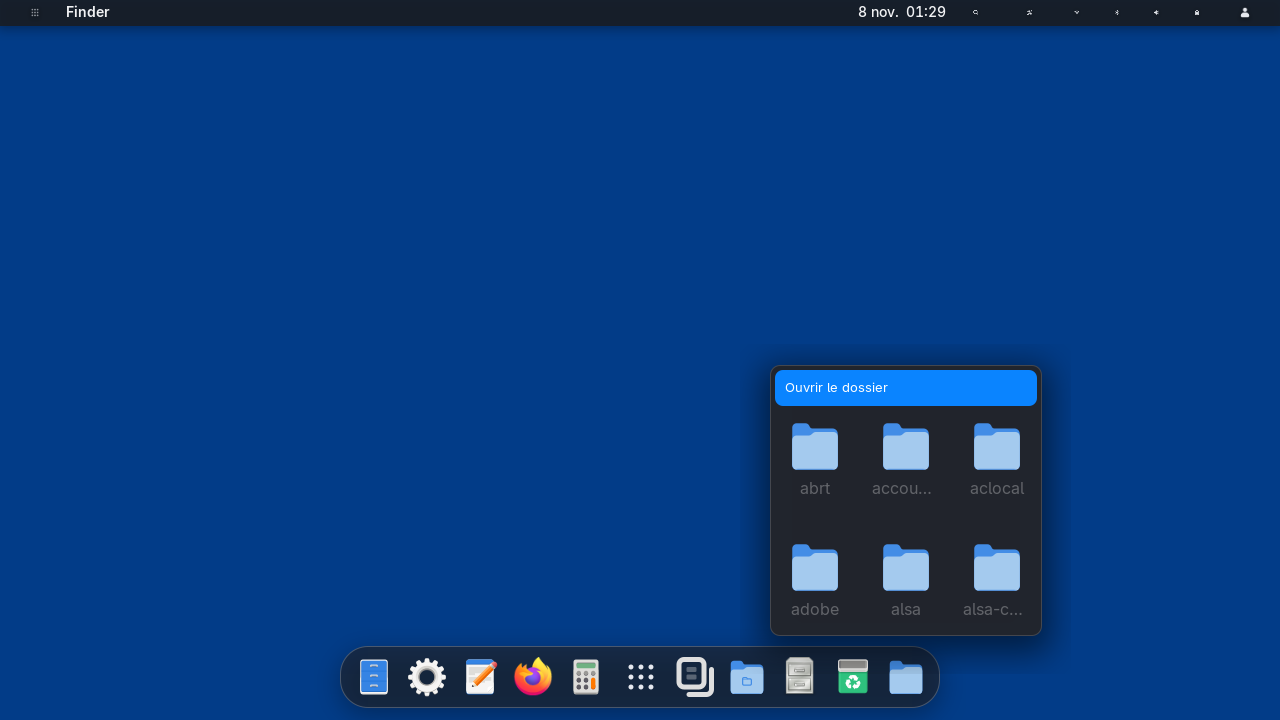 Finder
8 nov. 01:29
Ouvrir le dossier
abrt
accou...
aclocal
adobe
alsa
alsa-c...